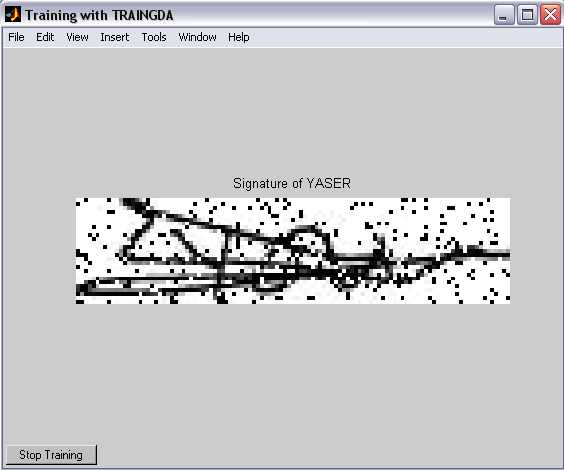 Training with TRAINGDA
File Edit View Insert Tools Window Help
Signature of YASER
Stop Training